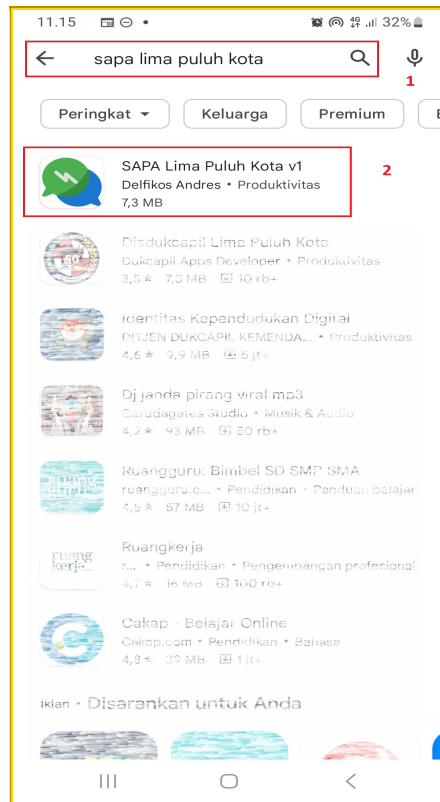 11.15
4G 32%
sapa lima puluh kota
1
Peringkat Keluarga Premium
SAPA Lima Puluh Kota v1
2
Delfikos Andres • Produktivitas
7,3 MB
Disdukcapil Lima Puluh Kota
Dukcapil Apps Developer • Produktivitas
3,5★ 7,3 MB 10 rb+
Identitas Kependudukan Digital
DITJEN DUKCAPIL KEMENDA... • Produktivitas
4,6★ 9,9 MB 5 jt+
Dj janda pirang viral mp3
Garudagates Studio • Musik & Audio
4,2★ 93 MB 50 rb+
ruang guru
Ruangguru: Bimbel SD SMP SMA
ruangguru.c... • Pendidikan • Panduan belajar
4,5★ 57 MB 10 jt+
ruang kerja
Ruangkerja
r... • Pendidikan • Pengembangan profesional
4,7★ 16 MB 100 rb+
Cakap - Belajar Online
Cakap.com • Pendidikan • Bahasa
4,8★ 39 MB 1 jt+
Iklan • Disarankan untuk Anda